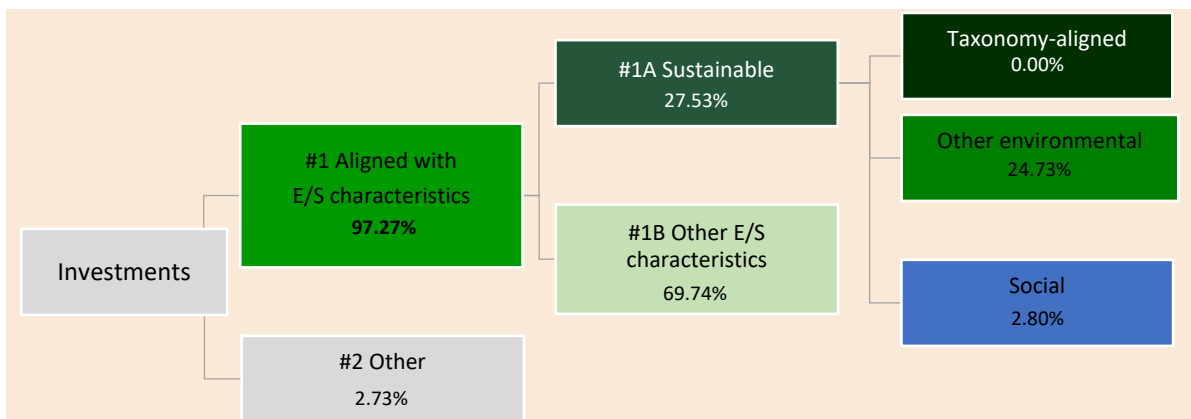 Investments
#1 Aligned with
E/S characteristics
97.27%
#2 Other
2.73%
#1A Sustainable
27.53%
#1B Other E/S
characteristics
69.74%
Taxonomy-aligned
0.00%
Other environmental
24.73%
Social
2.80%